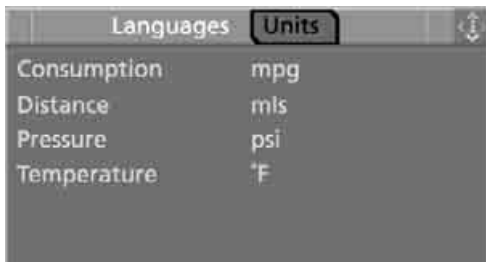 Languages Units
Consumption mpg
Distance mls
Pressure psi
Temperature °F